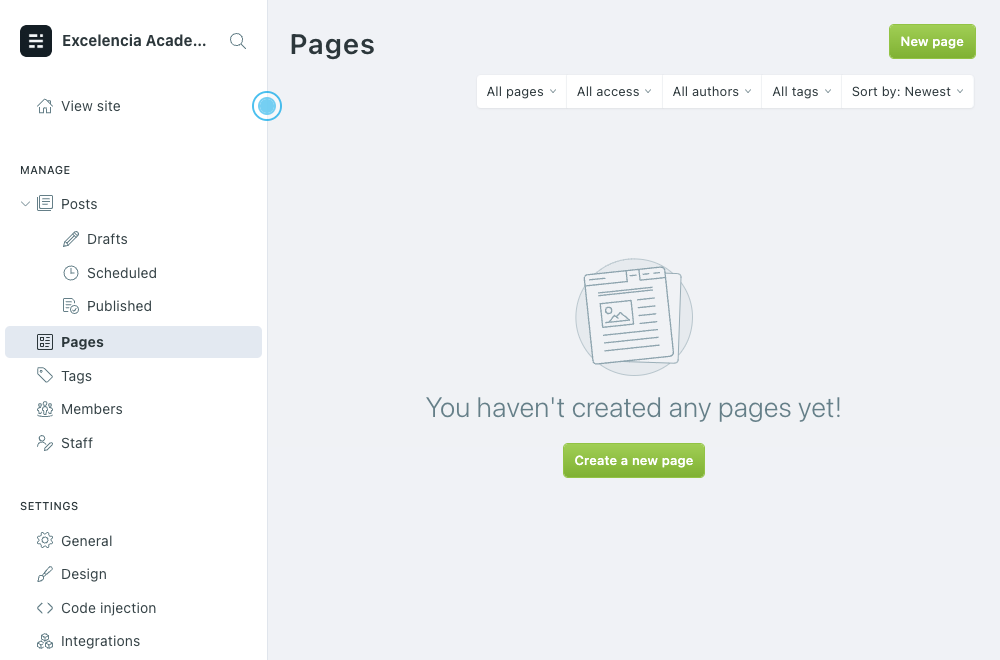 Excelencia Acade...
View site
MANAGE
Posts
Drafts
Scheduled
Published
Pages
Tags
Members
Staff
SETTINGS
General
Design
Code injection
Integrations
Pages
New page
All pages All access All authors All tags Sort by: Newest
You haven't created any pages yet!
Create a new page